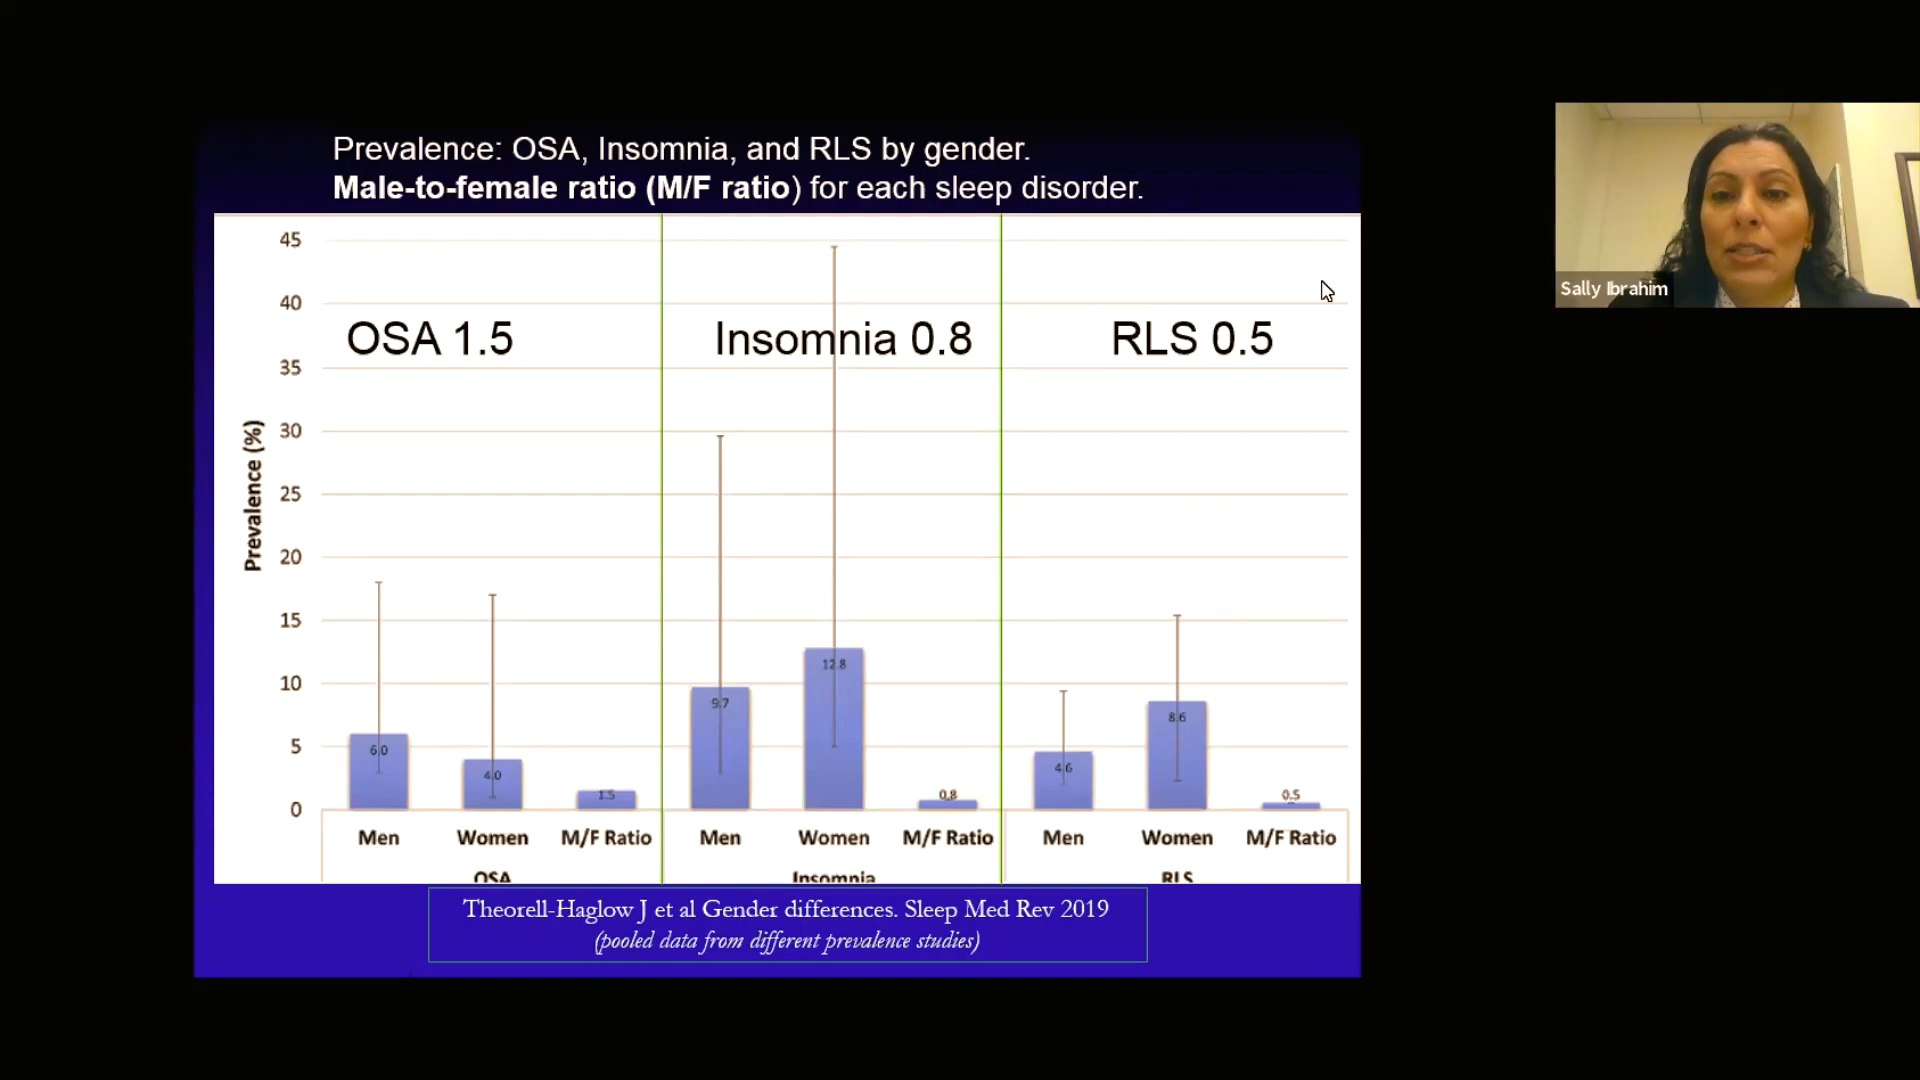 Prevalence: OSA, Insomnia, and RLS by gender.
Male-to-female ratio (M/F ratio) for each sleep disorder.
Sally Ibrahim
OSA 1.5
Insomnia 0.8
RLS 0.5
Prevalence (%)
45
40
35
30
25
20
15
10
5
0
6.0
4.0
1.5
9.7
12.8
0.8
4.6
8.6
0.5
Men
Women
M/F Ratio
Men
Women
M/F Ratio
Men
Women
M/F Ratio
OSA
Insomnia
RLS
Theorell-Haglow J et al Gender differences. Sleep Med Rev 2019
(pooled data from different prevalence studies)